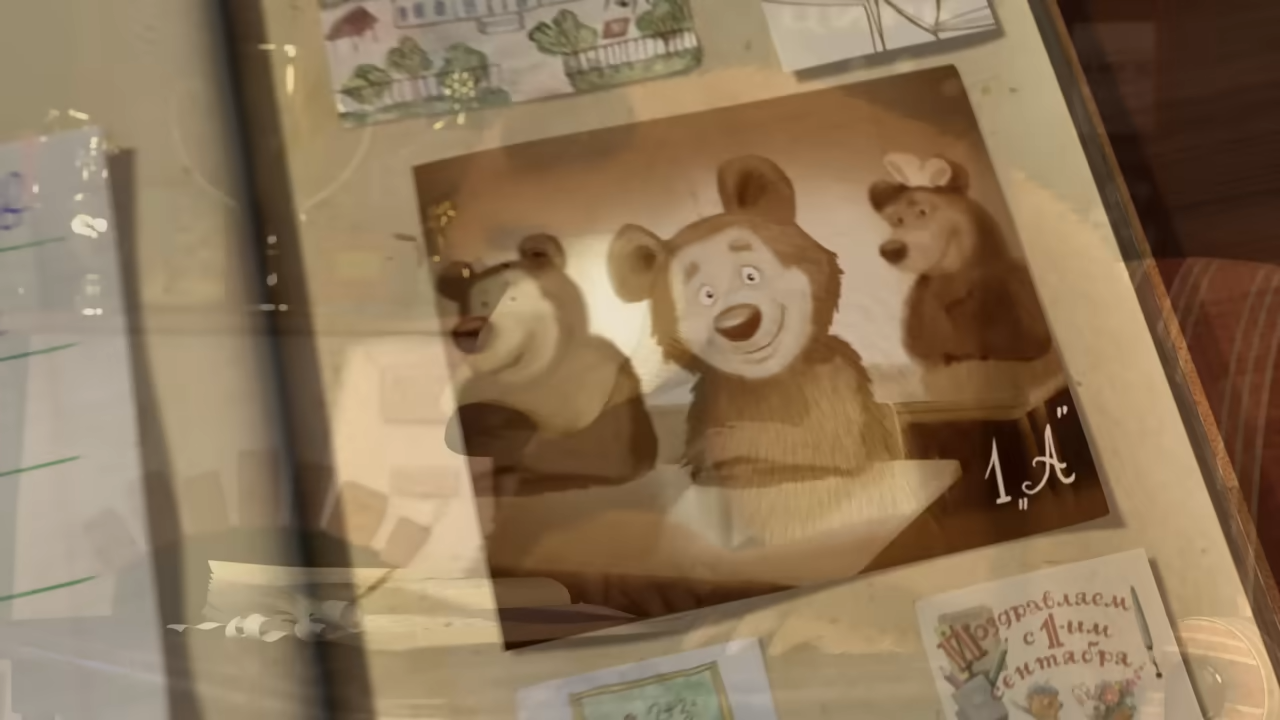 1 „А"
Поздравляем
с 1-ым
сентября